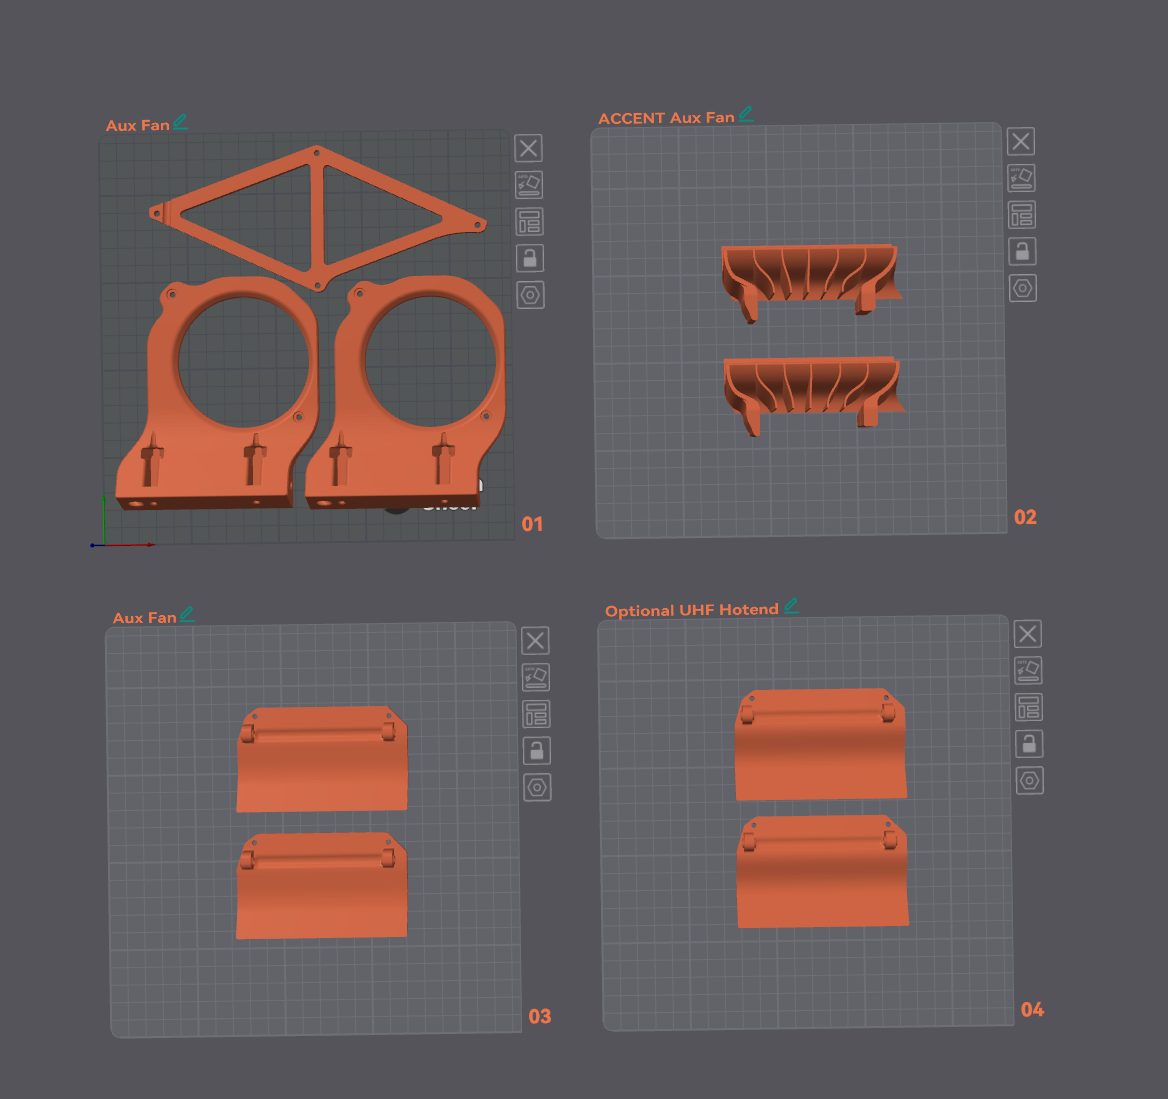 Aux Fan
ACCENT Aux Fan
01
02
Aux Fan
Optional UHF Hotend
03
04